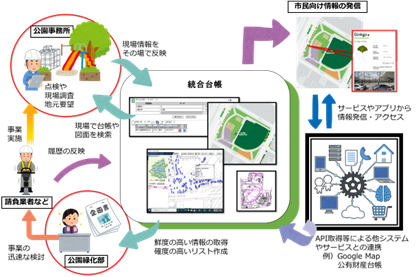 公園事務所
点検や
現場調査
地元要望
現場情報を
その場で反映
市民向け情報の発信
統合台帳
サービスやアプリから
情報発信・アクセス
現場で台帳や
図面を検索
事業
実施
履歴の反映
請負業者など
企画書
公園緑化部
事業の
迅速な検討
鮮度の高い情報の取得
確度の高いリスト作成
API取得等による他システム
やサービスとの連携
例）Google Map
公有財産台帳